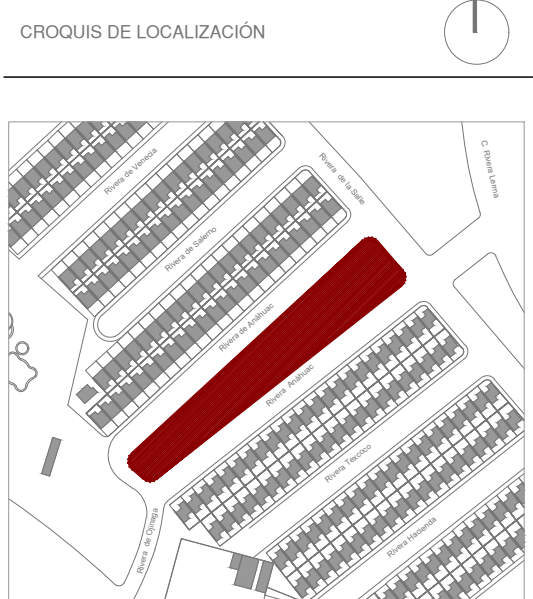 CROQUIS DE LOCALIZACIÓN
C. Rivera Lerma
Rivera de Venecia
Rivera de la Salle
Rivera de Salerno
Rivera de Anáhuac
Rivera Anáhuac
Rivera Texcoco
Rivera de Ojinaga
Rivera Hacienda